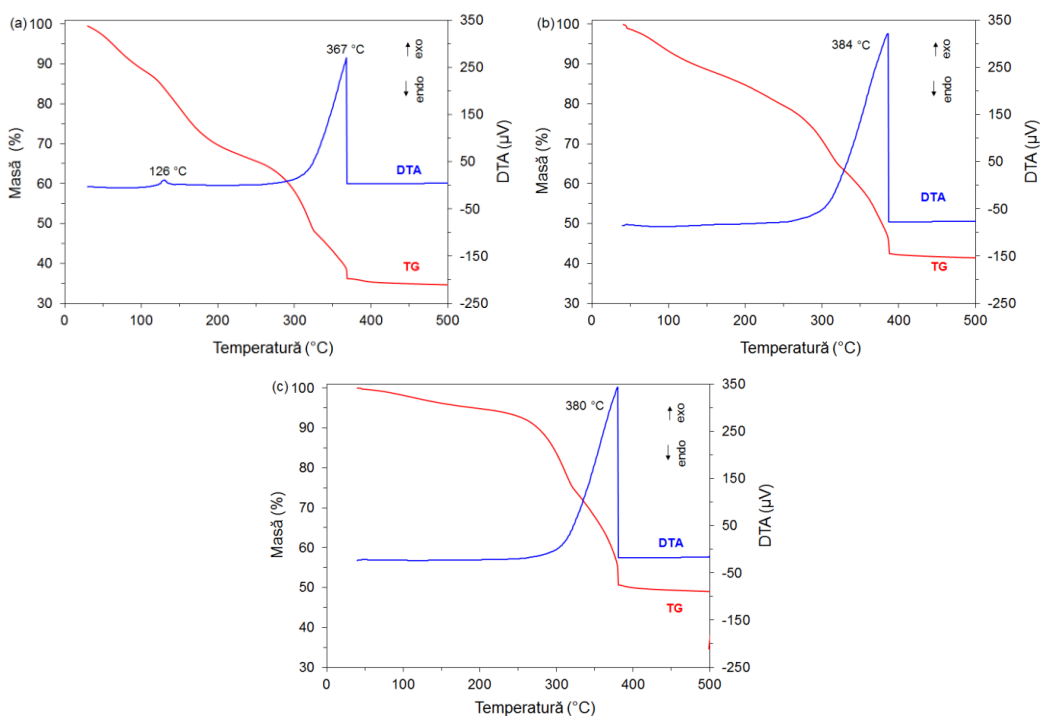 (a)
100
90
80
70
60
50
40
30
Masă (%)
0
100
200
300
400
500
Temperatură (°C)
350
250
150
50
-50
-150
-250
DTA (µV)
126 °C
367 °C
endo
exo
DTA
TG
(b)
100
90
80
70
60
50
40
30
Masă (%)
0
100
200
300
400
500
Temperatură (°C)
350
250
150
50
-50
-150
-250
DTA (µV)
384 °C
endo
exo
DTA
TG
(c)
100
90
80
70
60
50
40
30
Masă (%)
0
100
200
300
400
500
Temperatură (°C)
350
250
150
50
-50
-150
-250
DTA (µV)
380 °C
endo
exo
DTA
TG